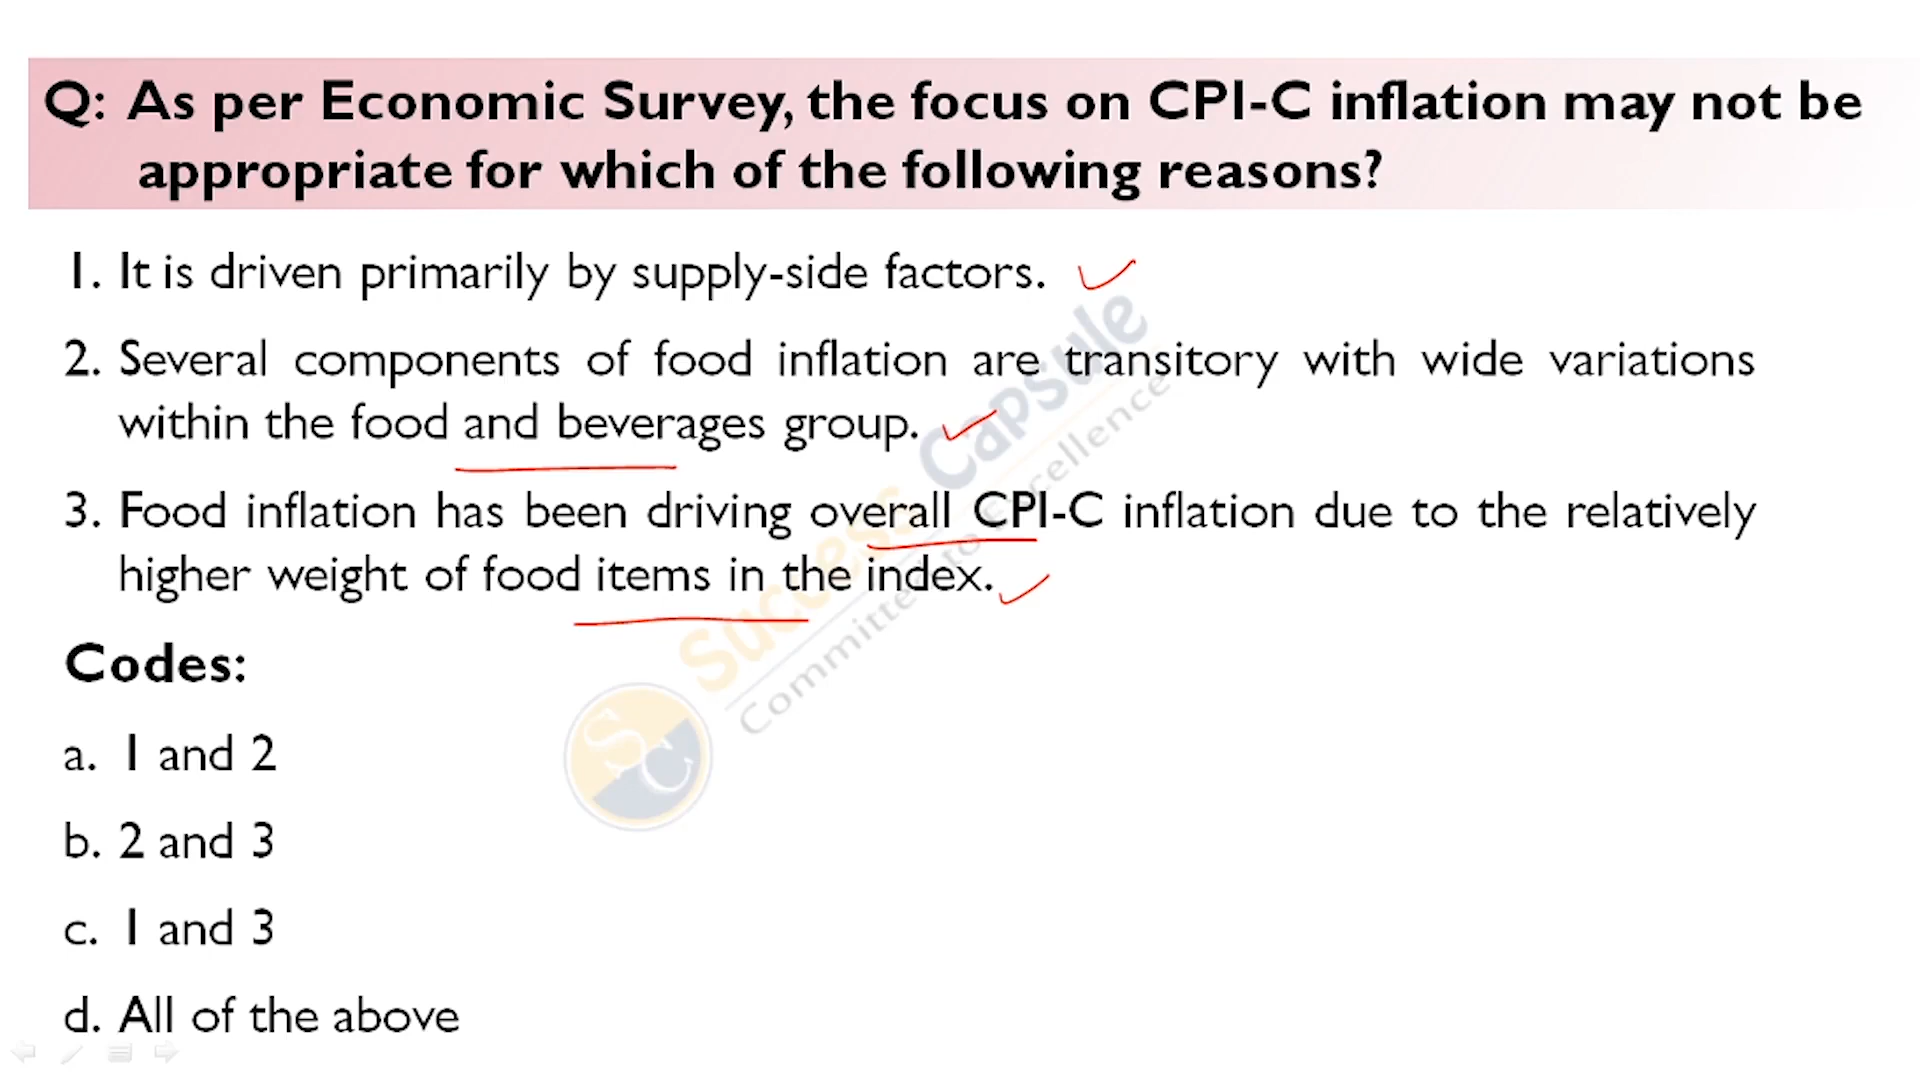 Q: As per Economic Survey, the focus on CPI-C inflation may not be
appropriate for which of the following reasons?
1. It is driven primarily by supply-side factors.
2. Several components of food inflation are transitory with wide variations
within the food and beverages group.
3. Food inflation has been driving overall CPI-C inflation due to the relatively
higher weight of food items in the index.
Success Capsule
Committed to Excellence
SC
Codes:
a. 1 and 2
b. 2 and 3
c. 1 and 3
d. All of the above